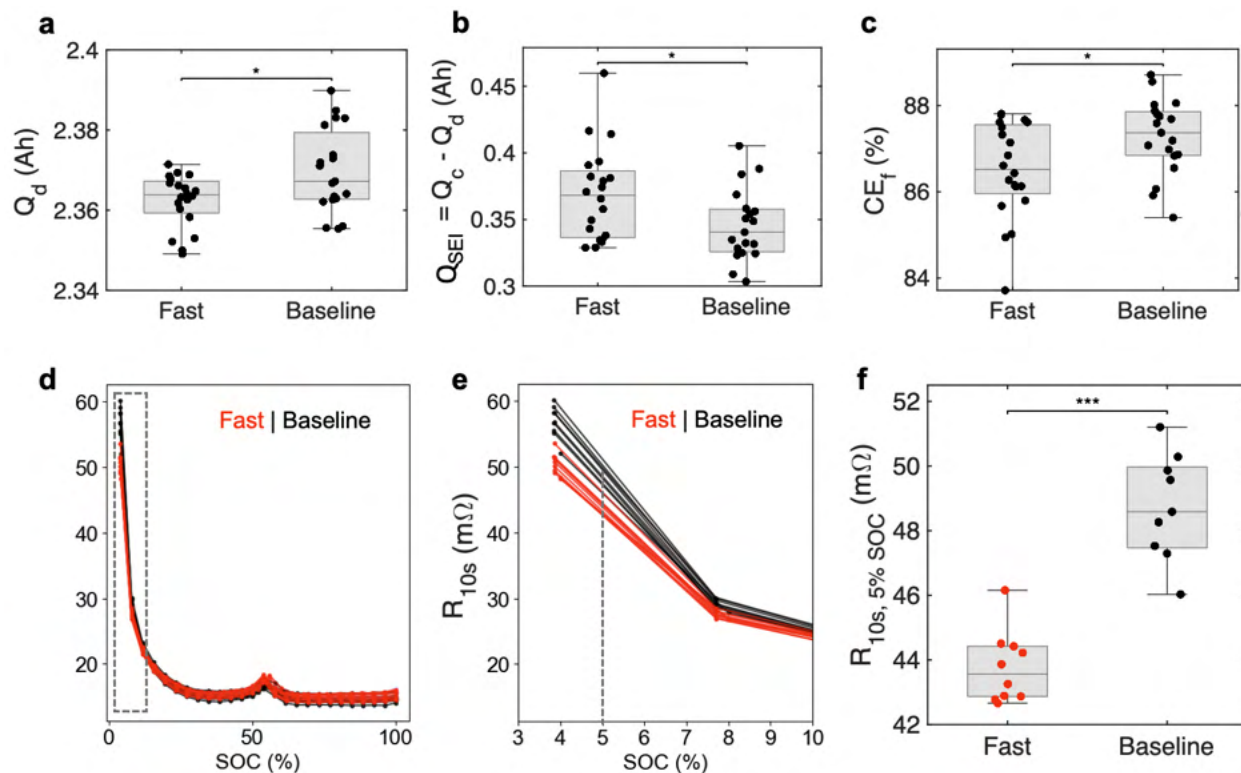 a
2.4
2.38
2.36
2.34
Q_d (Ah)
*
Fast
Baseline
b
0.45
0.4
0.35
0.3
Q_SEI = Q_c - Q_d (Ah)
*
Fast
Baseline
c
88
86
84
CE_f (%)
*
Fast
Baseline
d
60
50
40
30
20
Fast | Baseline
0
50
100
SOC (%)
e
60
50
40
30
20
R_10s (mΩ)
Fast | Baseline
3
4
5
6
7
8
9
10
SOC (%)
f
52
50
48
46
44
42
R_10s, 5% SOC (mΩ)
***
Fast
Baseline